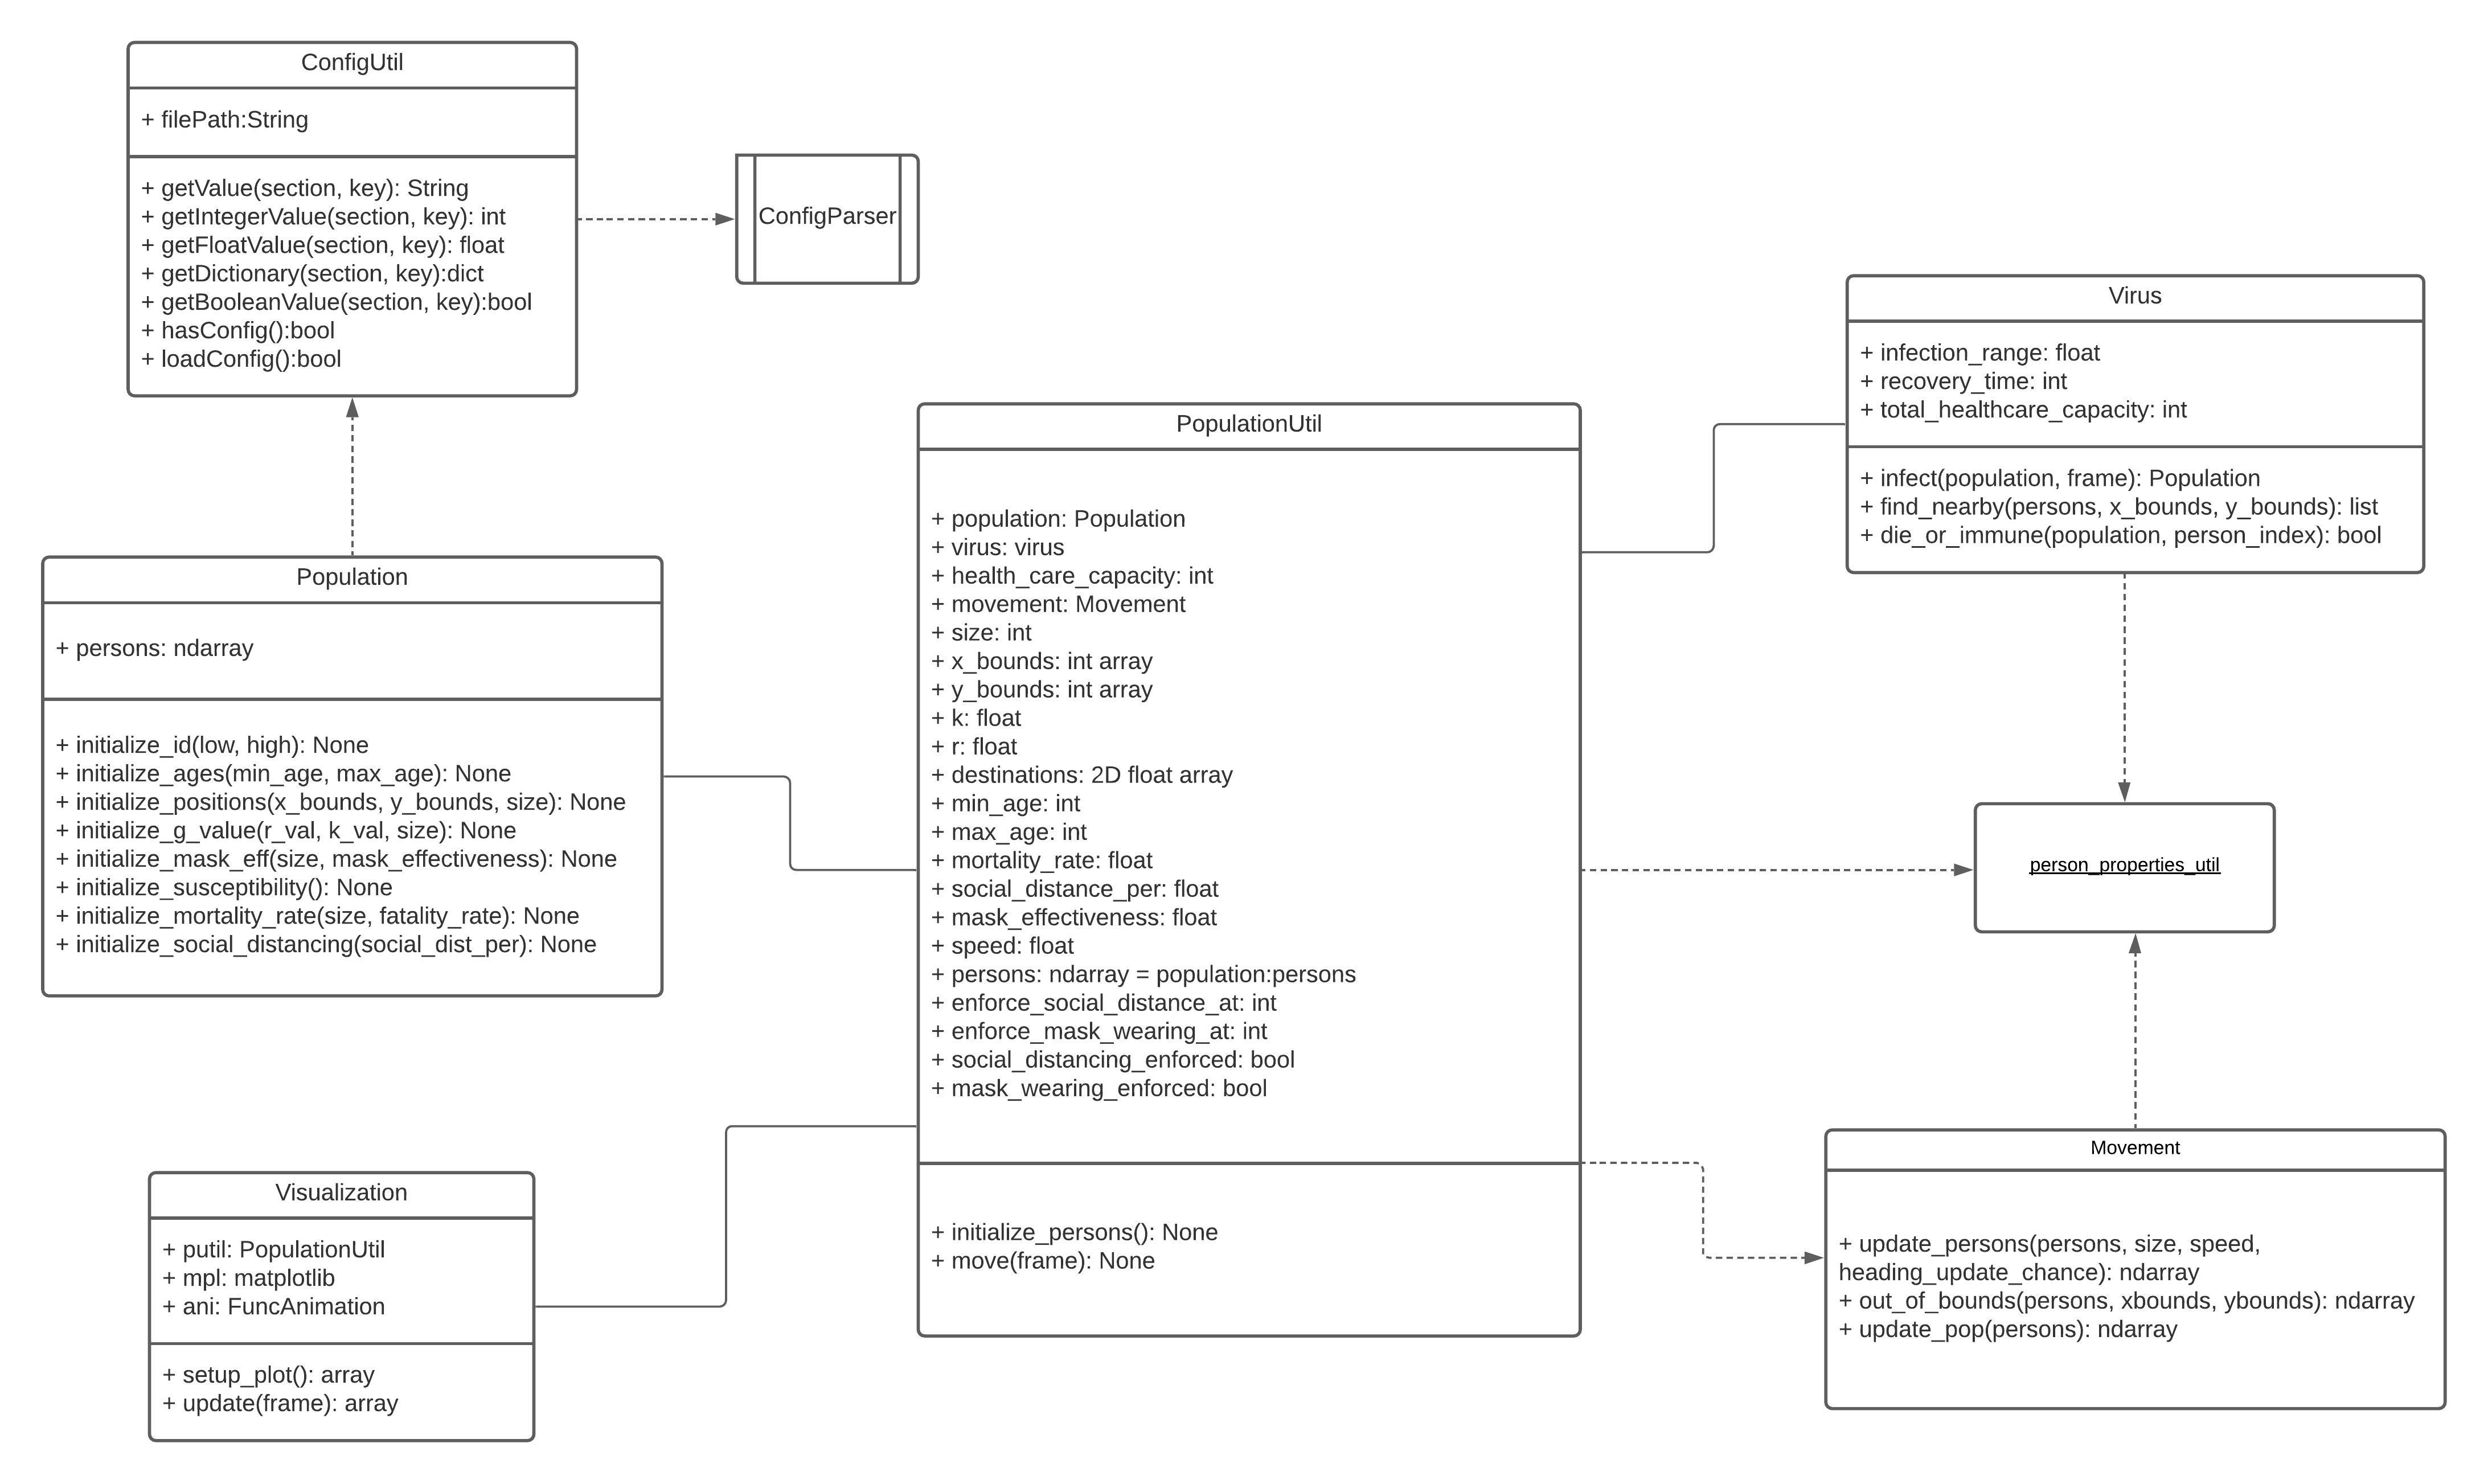 ConfigUtil
+ filePath:String
+ getValue(section, key): String
+ getIntegerValue(section, key): int
+ getFloatValue(section, key): float
+ getDictionary(section, key):dict
+ getBooleanValue(section, key):bool
+ hasConfig():bool
+ loadConfig():bool
ConfigParser
Population
+ persons: ndarray
+ initialize_id(low, high): None
+ initialize_ages(min_age, max_age): None
+ initialize_positions(x_bounds, y_bounds, size): None
+ initialize_g_value(r_val, k_val, size): None
+ initialize_mask_eff(size, mask_effectiveness): None
+ initialize_susceptibility(): None
+ initialize_mortality_rate(size, fatality_rate): None
+ initialize_social_distancing(social_dist_per): None
Visualization
+ putil: PopulationUtil
+ mpl: matplotlib
+ ani: FuncAnimation
+ setup_plot(): array
+ update(frame): array
PopulationUtil
+ population: Population
+ virus: virus
+ health_care_capacity: int
+ movement: Movement
+ size: int
+ x_bounds: int array
+ y_bounds: int array
+ k: float
+ r: float
+ destinations: 2D float array
+ min_age: int
+ max_age: int
+ mortality_rate: float
+ social_distance_per: float
+ mask_effectiveness: float
+ speed: float
+ persons: ndarray = population:persons
+ enforce_social_distance_at: int
+ enforce_mask_wearing_at: int
+ social_distancing_enforced: bool
+ mask_wearing_enforced: bool
+ initialize_persons(): None
+ move(frame): None
Virus
+ infection_range: float
+ recovery_time: int
+ total_healthcare_capacity: int
+ infect(population, frame): Population
+ find_nearby(persons, x_bounds, y_bounds): list
+ die_or_immune(population, person_index): bool
person_properties_util
Movement
+ update_persons(persons, size, speed,
heading_update_chance): ndarray
+ out_of_bounds(persons, xbounds, ybounds): ndarray
+ update_pop(persons): ndarray